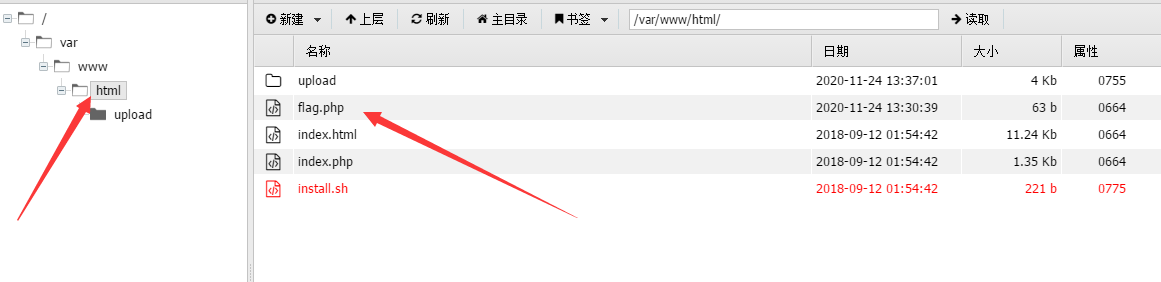 /
var
www
html
upload
新建 上层 刷新 主目录 书签 /var/www/html/ 读取
名称 日期 大小 属性
upload 2020-11-24 13:37:01 4 Kb 0755
flag.php 2020-11-24 13:30:39 63 b 0664
index.html 2018-09-12 01:54:42 11.24 Kb 0664
index.php 2018-09-12 01:54:42 1.35 Kb 0664
install.sh 2018-09-12 01:54:42 221 b 0775